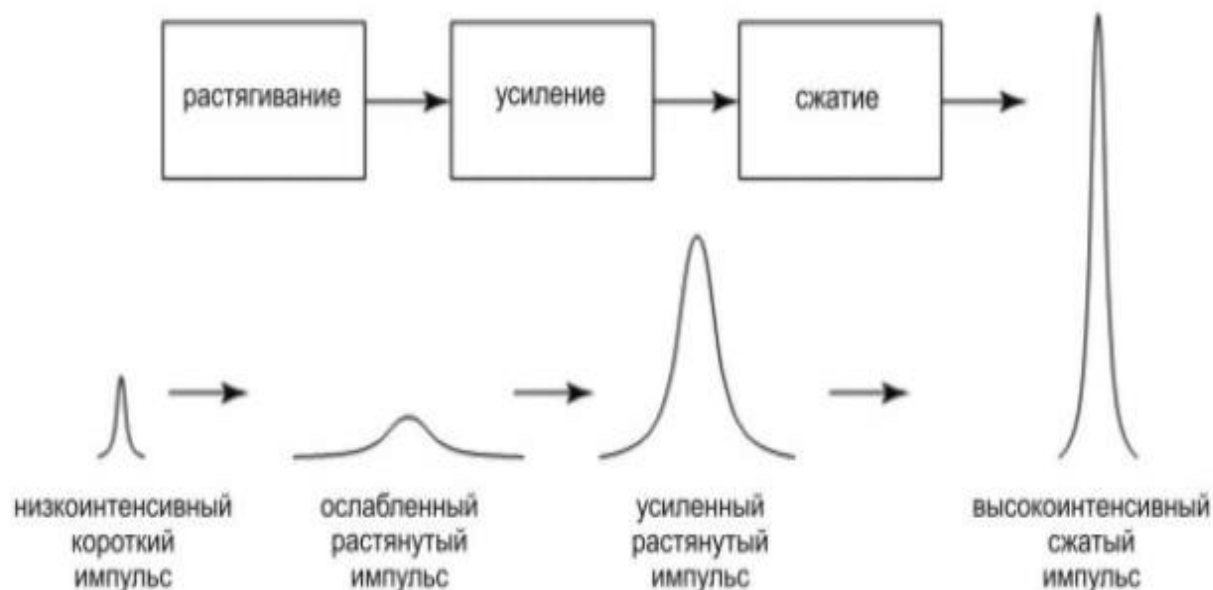 растягивание
усиление
сжатие
низкоинтенсивный
короткий
импульс
ослабленный
растянутый
импульс
усиленный
растянутый
импульс
высокоинтенсивный
сжатый
импульс